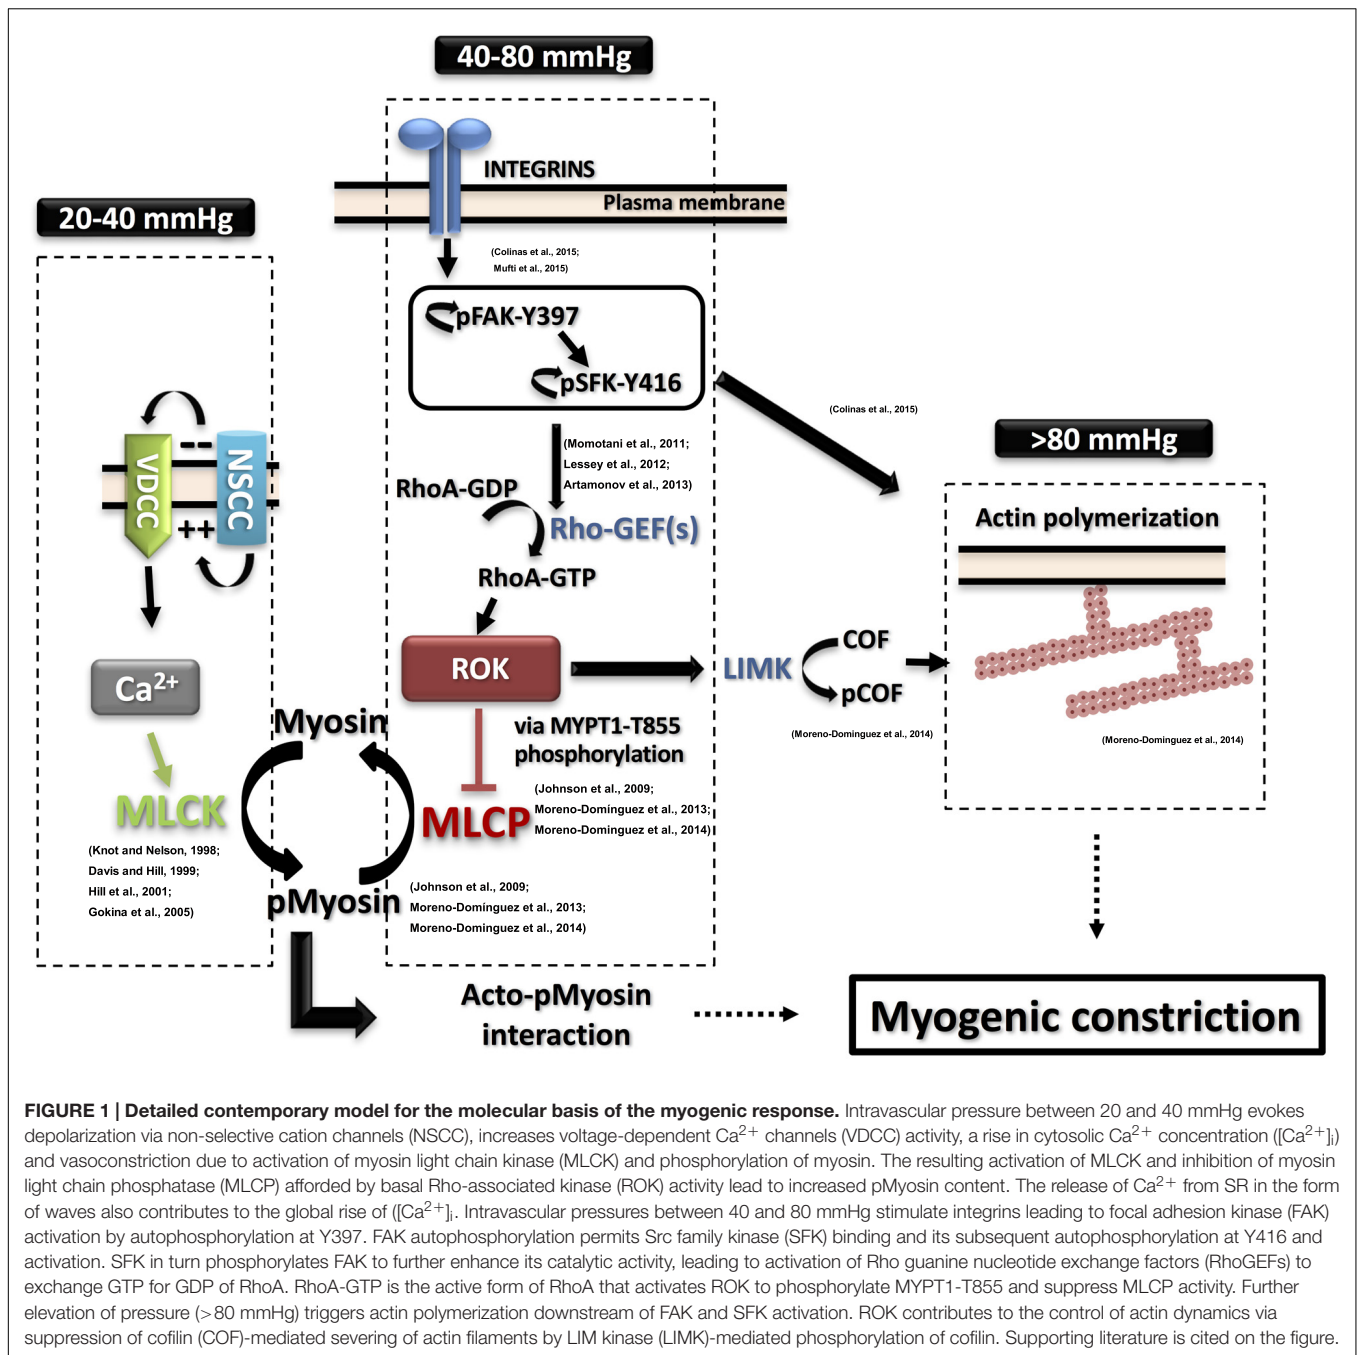 40-80 mmHg
INTEGRINS
Plasma membrane
20-40 mmHg
(Colinas et al., 2015;
Mufti et al., 2015)
pFAK-Y397
pSFK-Y416
(Colinas et al., 2015)
>80 mmHg
VDCC
--
++
NSCC
(Momotani et al., 2011;
Lessey et al., 2012;
Artamonov et al., 2013)
RhoA-GDP
Rho-GEF(s)
RhoA-GTP
Actin polymerization
ROK
LIMK
COF
pCOF
(Moreno-Dominguez et al., 2014)
(Moreno-Dominguez et al., 2014)
Ca²⁺
Myosin
via MYPT1-T855
phosphorylation
MLCK
MLCP
(Johnson et al., 2009;
Moreno-Domínguez et al., 2013;
Moreno-Dominguez et al., 2014)
(Knot and Nelson, 1998;
Davis and Hill, 1999;
Hill et al., 2001;
Gokina et al., 2005)
pMyosin
(Johnson et al., 2009;
Moreno-Domínguez et al., 2013;
Moreno-Dominguez et al., 2014)
Acto-pMyosin
interaction
Myogenic constriction
FIGURE 1 | Detailed contemporary model for the molecular basis of the myogenic response. Intravascular pressure between 20 and 40 mmHg evokes
depolarization via non-selective cation channels (NSCC), increases voltage-dependent Ca²⁺ channels (VDCC) activity, a rise in cytosolic Ca²⁺ concentration ([Ca²⁺]ᵢ)
and vasoconstriction due to activation of myosin light chain kinase (MLCK) and phosphorylation of myosin. The resulting activation of MLCK and inhibition of myosin
light chain phosphatase (MLCP) afforded by basal Rho-associated kinase (ROK) activity lead to increased pMyosin content. The release of Ca²⁺ from SR in the form
of waves also contributes to the global rise of ([Ca²⁺]ᵢ. Intravascular pressures between 40 and 80 mmHg stimulate integrins leading to focal adhesion kinase (FAK)
activation by autophosphorylation at Y397. FAK autophosphorylation permits Src family kinase (SFK) binding and its subsequent autophosphorylation at Y416 and
activation. SFK in turn phosphorylates FAK to further enhance its catalytic activity, leading to activation of Rho guanine nucleotide exchange factors (RhoGEFs) to
exchange GTP for GDP of RhoA. RhoA-GTP is the active form of RhoA that activates ROK to phosphorylate MYPT1-T855 and suppress MLCP activity. Further
elevation of pressure (>80 mmHg) triggers actin polymerization downstream of FAK and SFK activation. ROK contributes to the control of actin dynamics via
suppression of cofilin (COF)-mediated severing of actin filaments by LIM kinase (LIMK)-mediated phosphorylation of cofilin. Supporting literature is cited on the figure.